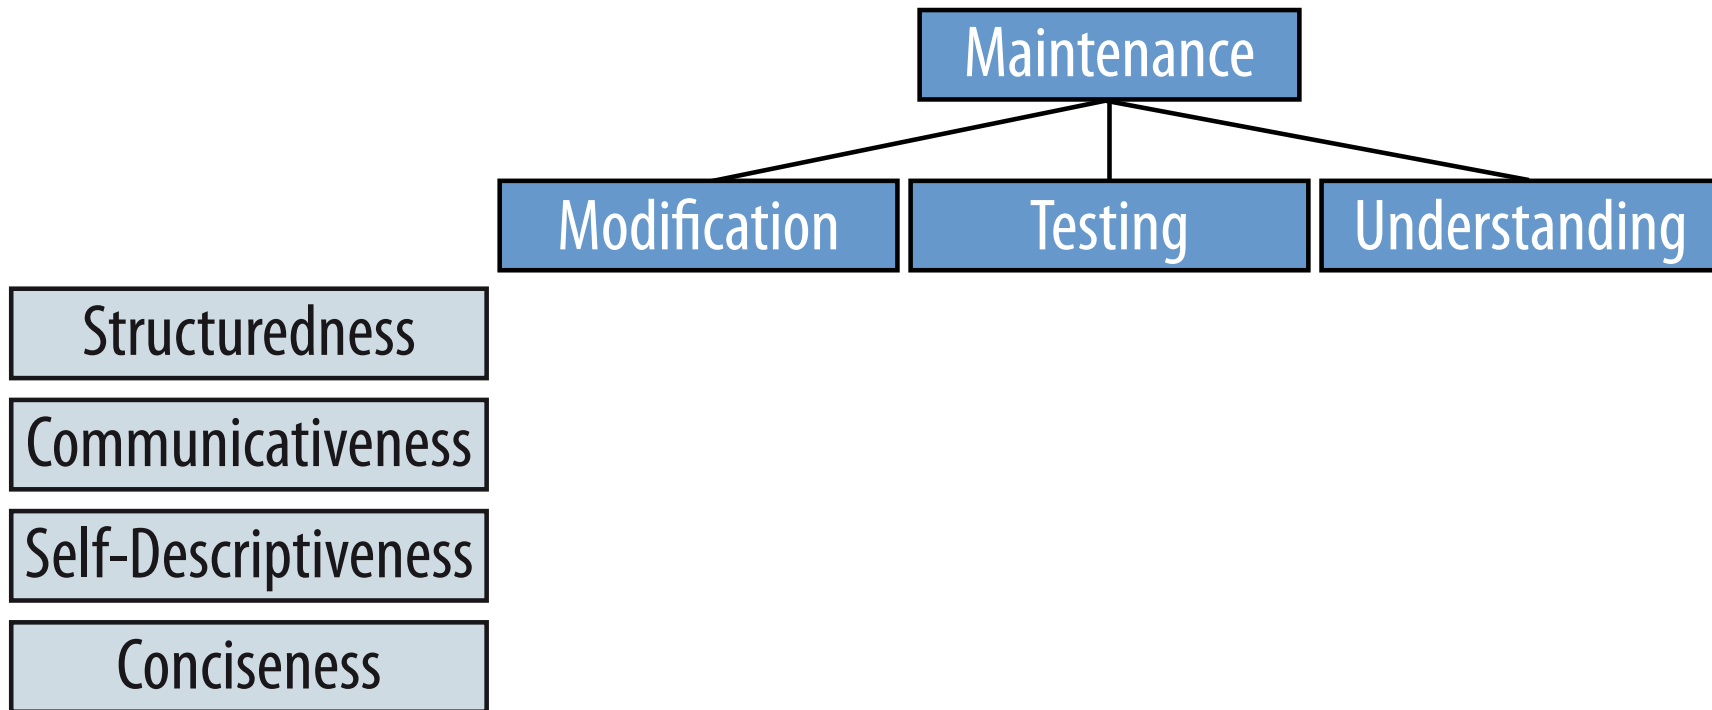 Maintenance
Modification
Testing
Understanding
Structuredness
Communicativeness
Self-Descriptiveness
Conciseness